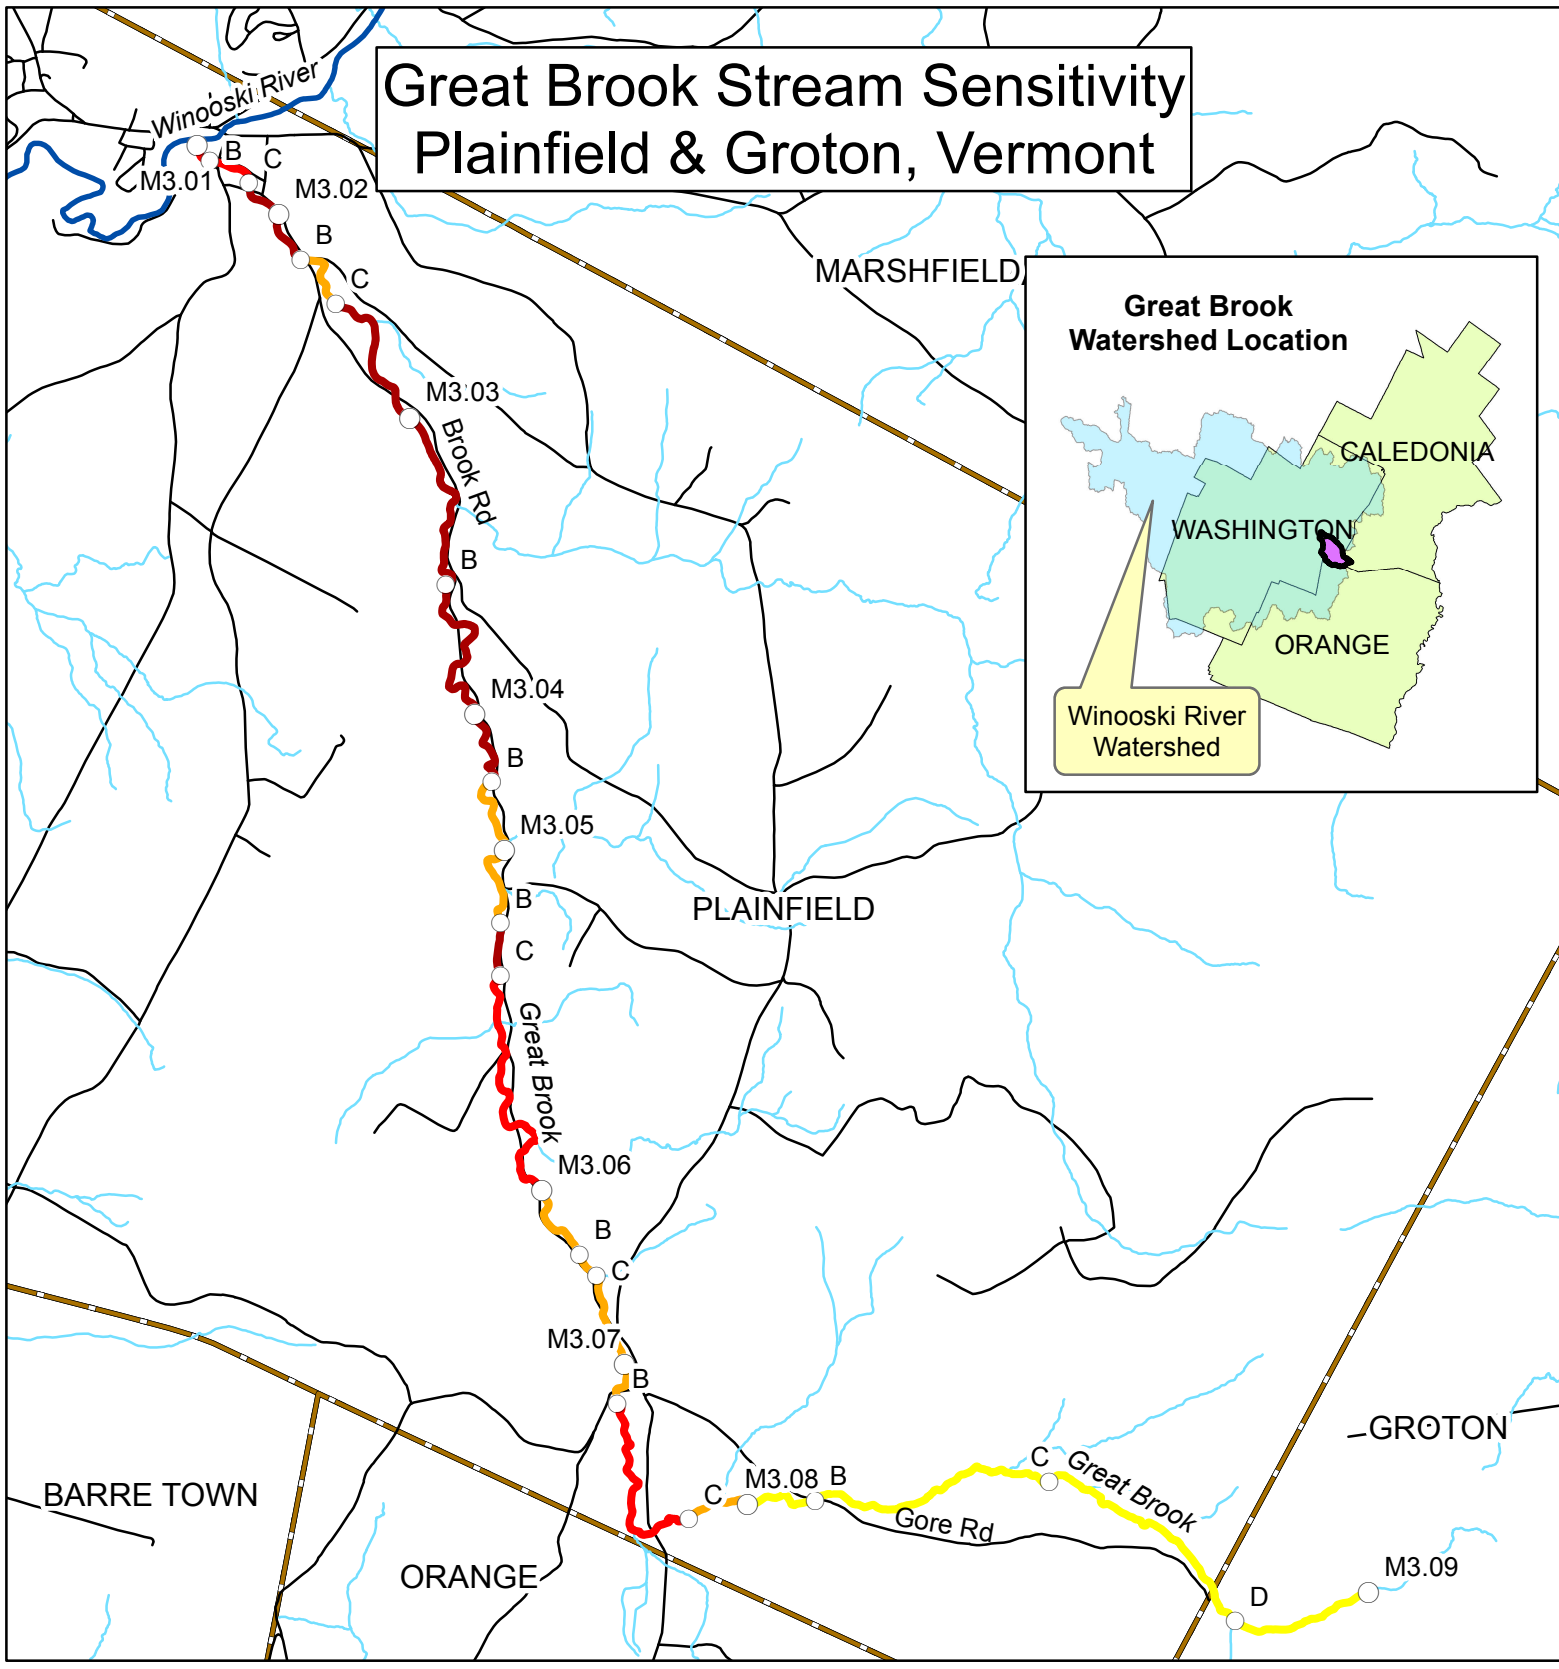 Great Brook Stream Sensitivity
Plainfield & Groton, Vermont
Winooski River
B
C
M3.01
M3.02
B
C
MARSHFIELD
Great Brook
Watershed Location
CALEDONIA
WASHINGTON
ORANGE
Winooski River
Watershed
M3.03
Brook Rd
B
M3.04
B
M3.05
B
PLAINFIELD
C
Great Brook
M3.06
B
C
M3.07
B
GROTON
BARRE TOWN
C
M3.08
B
C
Great Brook
Gore Rd
ORANGE
M3.09
D